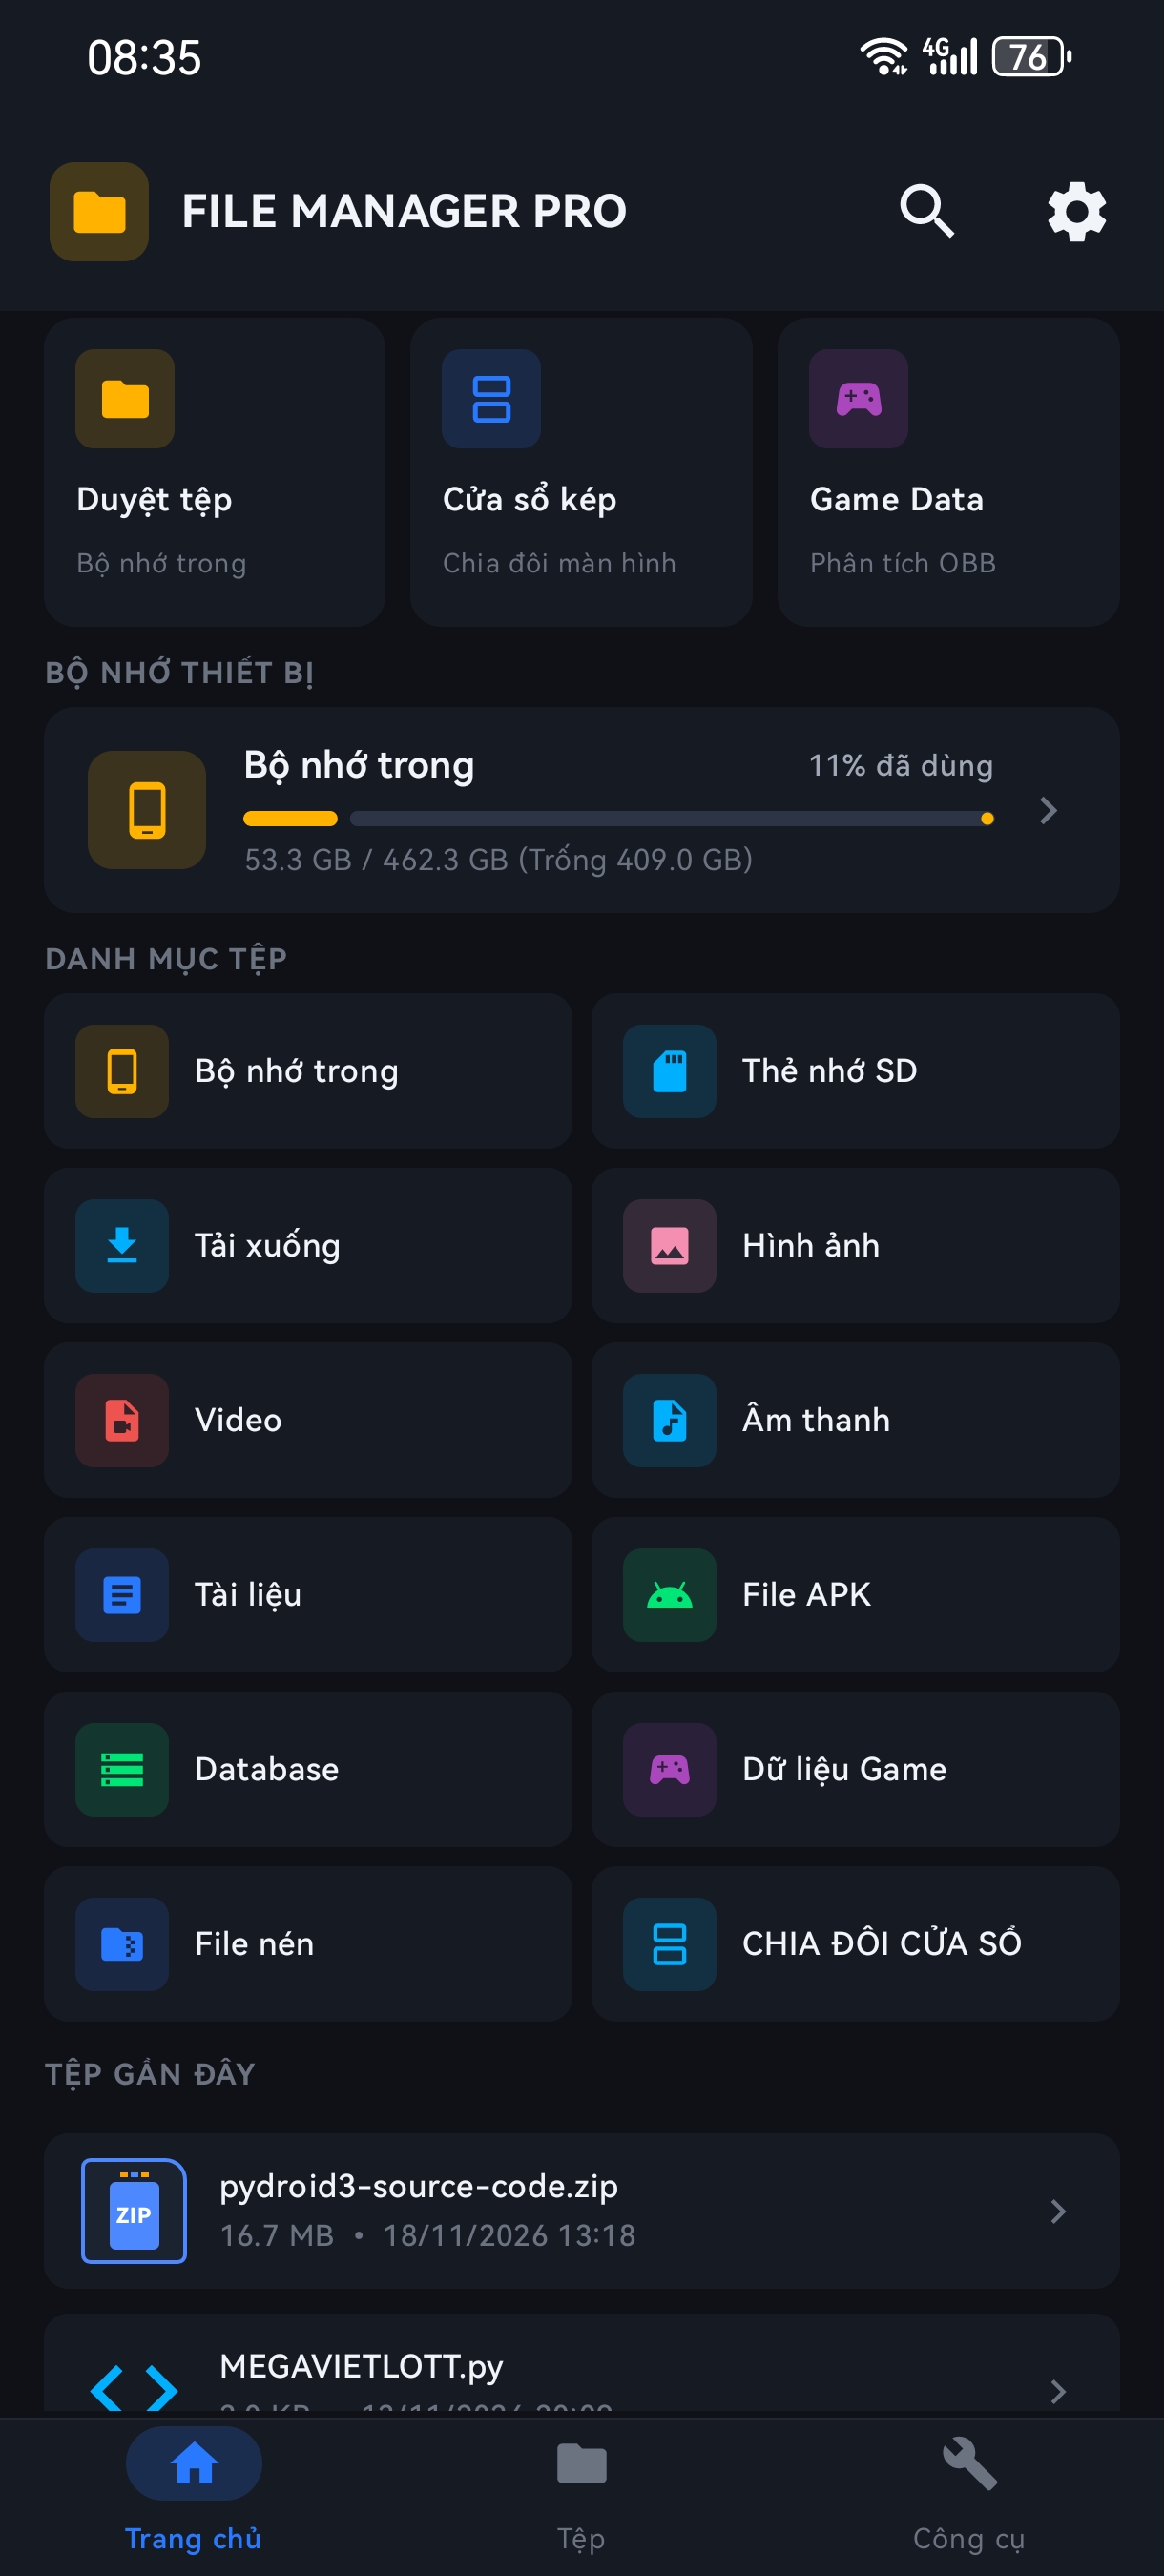 08:35
4G
76
FILE MANAGER PRO
Duyệt tệp
Bộ nhớ trong
Cửa sổ kép
Chia đôi màn hình
Game Data
Phân tích OBB
BỘ NHỚ THIẾT BỊ
Bộ nhớ trong
11% đã dùng
53.3 GB / 462.3 GB (Trống 409.0 GB)
DANH MỤC TỆP
Bộ nhớ trong
Thẻ nhớ SD
Tải xuống
Hình ảnh
Video
Âm thanh
Tài liệu
File APK
Database
Dữ liệu Game
File nén
CHIA ĐÔI CỬA SỔ
TỆP GẦN ĐÂY
ZIP
pydroid3-source-code.zip
16.7 MB • 18/11/2026 13:18
MEGAVIETLOTT.py
Trang chủ
Tệp
Công cụ